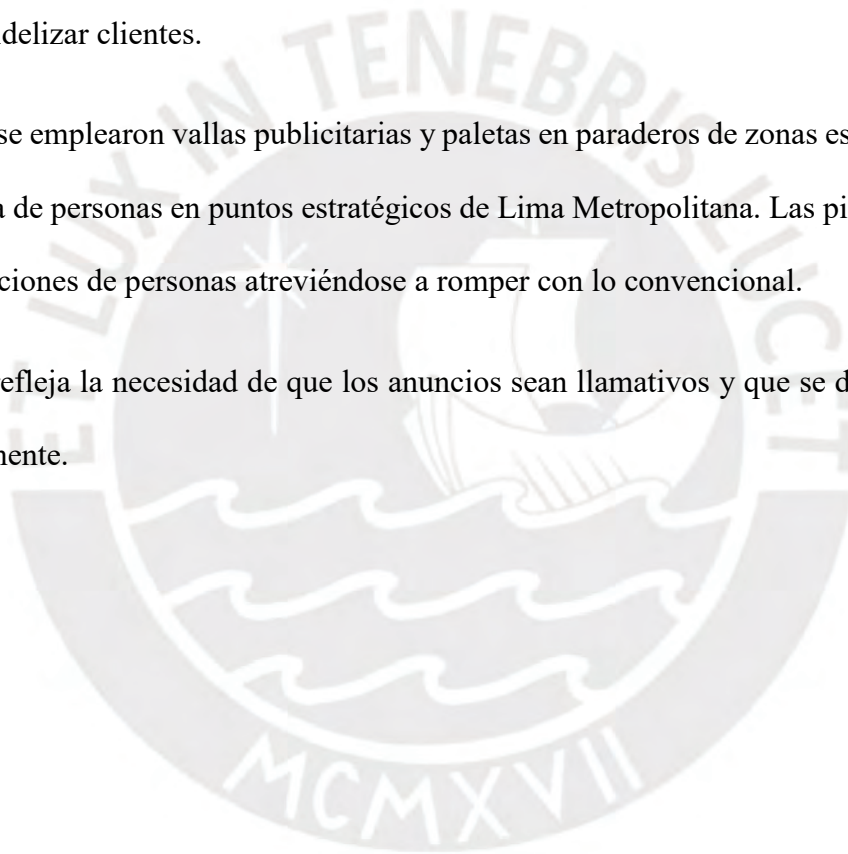 delizar clientes.
se emplearon vallas publicitarias y paletas en paraderos de zonas es
a de personas en puntos estratégicos de Lima Metropolitana. Las pi
ciones de personas atreviéndose a romper con lo convencional.
refleja la necesidad de que los anuncios sean llamativos y que se d
mente.
ET LUX IN TENEBRIS LUCET
MCMXVII